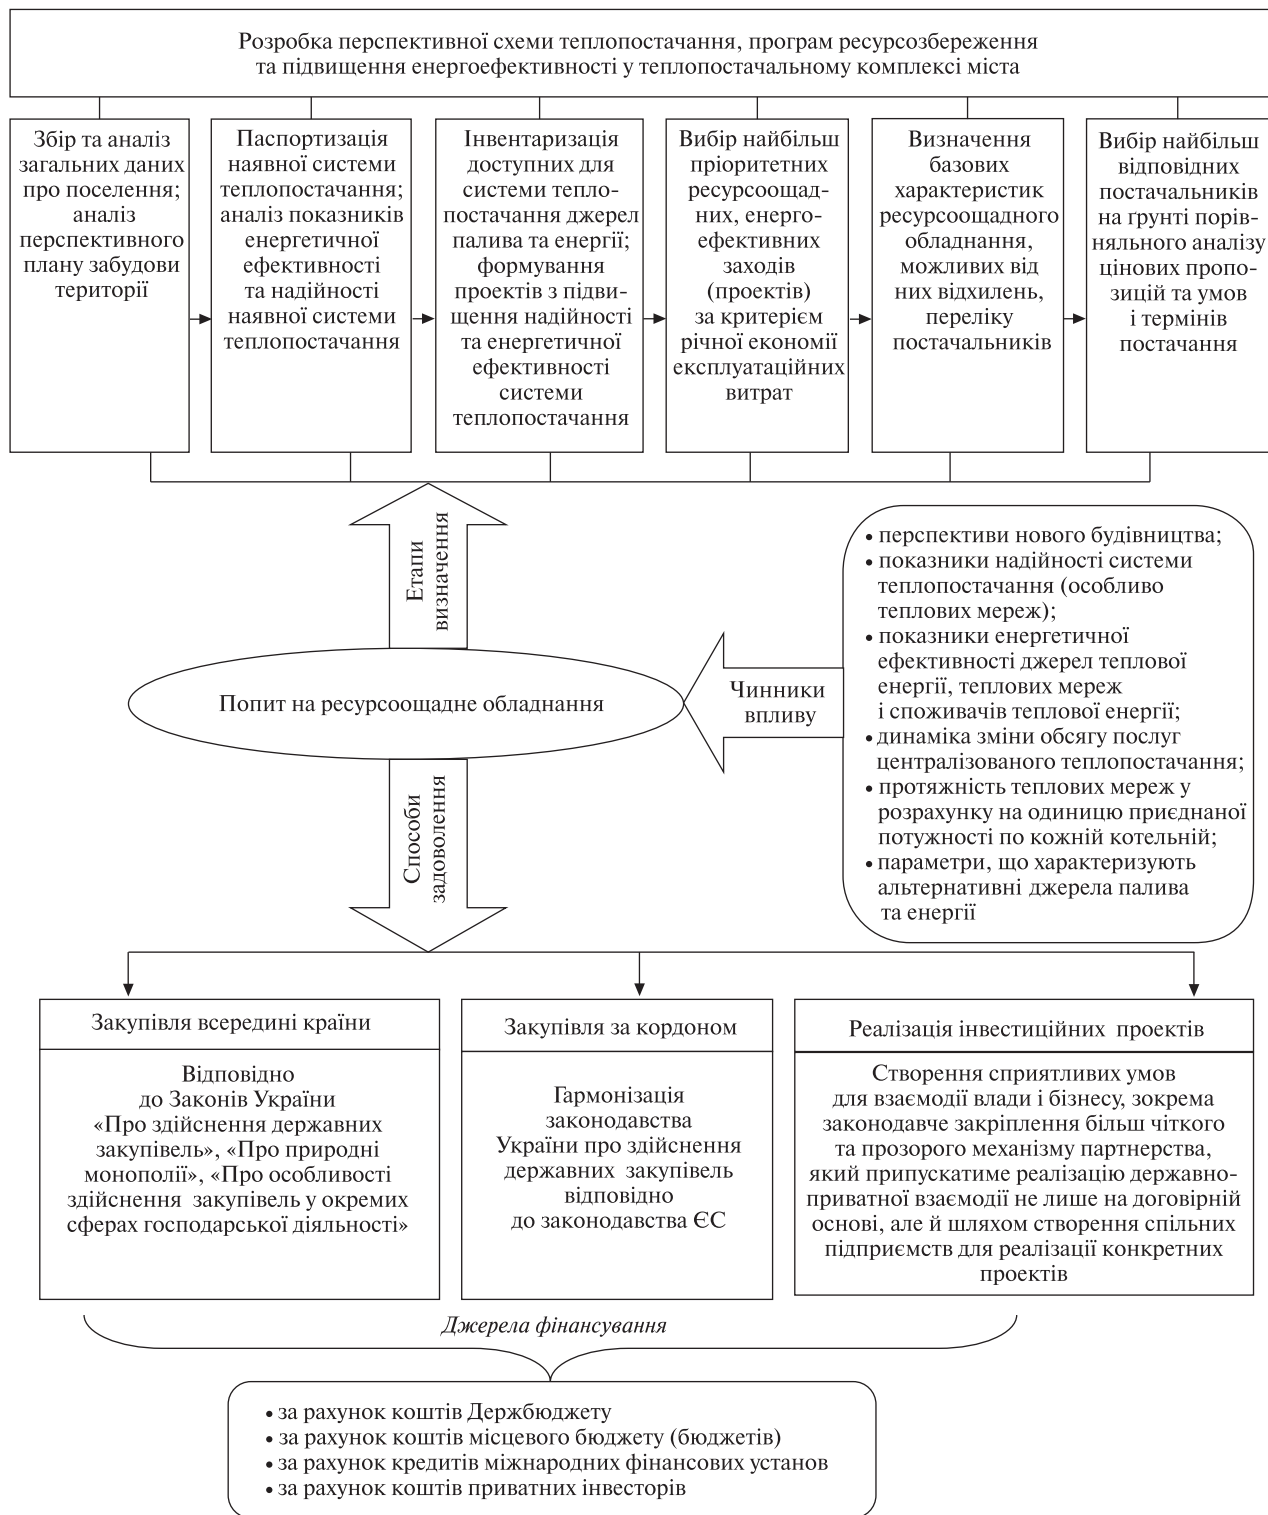 Розробка перспективної схеми теплопостачання, програм ресурсозбереження
та підвищення енергоефективності у теплопостачальному комплексі міста
Збір та аналіз
загальних даних
про поселення;
аналіз
перспективного
плану забудови
території
Паспортизація
наявної системи
теплопостачання;
аналіз показників
енергетичної
ефективності
та надійності
наявної системи
теплопостачання
Інвентаризація
доступних для
системи тепло-
постачання джерел
палива та енергії;
формування
проектів з підви-
щення надійності
та енергетичної
ефективності
системи
теплопостачання
Вибір найбільш
пріоритетних
ресурсоощад-
них, енерго-
ефективних
заходів
(проектів)
за критерієм
річної економії
експлуатаційних
витрат
Визначення
базових
характеристик
ресурсоощадного
обладнання,
можливих від
них відхилень,
переліку
постачальників
Вибір найбільш
відповідних
постачальників
на ґрунті порів-
няльного аналізу
цінових пропо-
зицій та умов
і термінів
постачання
Етапи
визначення
• перспективи нового будівництва;
• показники надійності системи
теплопостачання (особливо
теплових мереж);
• показники енергетичної
ефективності джерел теплової
енергії, теплових мереж
і споживачів теплової енергії;
• динаміка зміни обсягу послуг
централізованого теплопостачання;
• протяжність теплових мереж у
розрахунку на одиницю приєднаної
потужності по кожній котельній;
• параметри, що характеризують
альтернативні джерела палива
та енергії
Чинники
впливу
Попит на ресурсоощадне обладнання
Способи
задоволення
Закупівля всередині країни
Відповідно
до Законів України
«Про здійснення державних
закупівель», «Про природні
монополії», «Про особливості
здійснення закупівель у окремих
сферах господарської діяльності»
Закупівля за кордоном
Гармонізація
законодавства
України про здійснення
державних закупівель
відповідно
до законодавства ЄС
Реалізація інвестиційних проектів
Створення сприятливих умов
для взаємодії влади і бізнесу, зокрема
законодавче закріплення більш чіткого
та прозорого механізму партнерства,
який припускатиме реалізацію державно-
приватної взаємодії не лише на договірній
основі, але й шляхом створення спільних
підприємств для реалізації конкретних
проектів
Джерела фінансування
• за рахунок коштів Держбюджету
• за рахунок коштів місцевого бюджету (бюджетів)
• за рахунок кредитів міжнародних фінансових установ
• за рахунок коштів приватних інвесторів